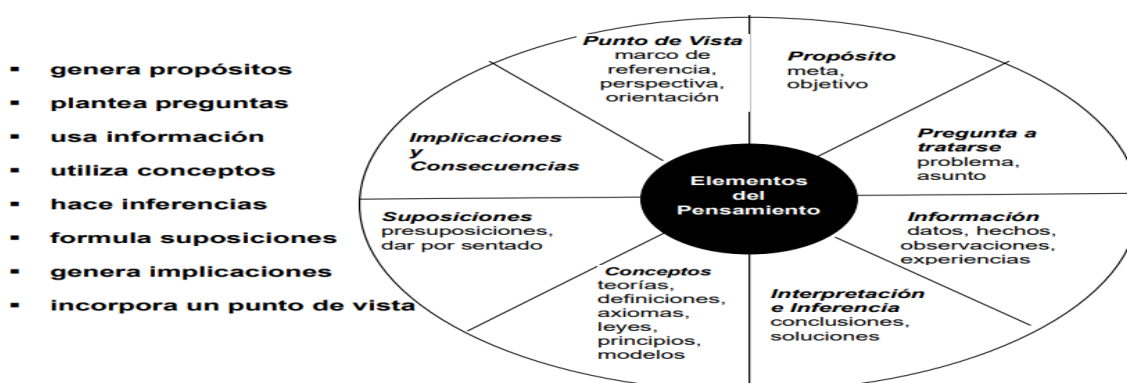 ▪ genera propósitos
▪ plantea preguntas
▪ usa información
▪ utiliza conceptos
▪ hace inferencias
▪ formula suposiciones
▪ genera implicaciones
▪ incorpora un punto de vista
Punto de Vista
marco de
referencia,
perspectiva,
orientación
Propósito
meta,
objetivo
Pregunta a
tratarse
problema,
asunto
Información
datos, hechos,
observaciones,
experiencias
Interpretación
e Inferencia
conclusiones,
soluciones
Conceptos
teorías,
definiciones,
axiomas,
leyes,
principios,
modelos
Suposiciones
presuposiciones,
dar por sentado
Implicaciones
y
Consecuencias
Elementos
del
Pensamiento